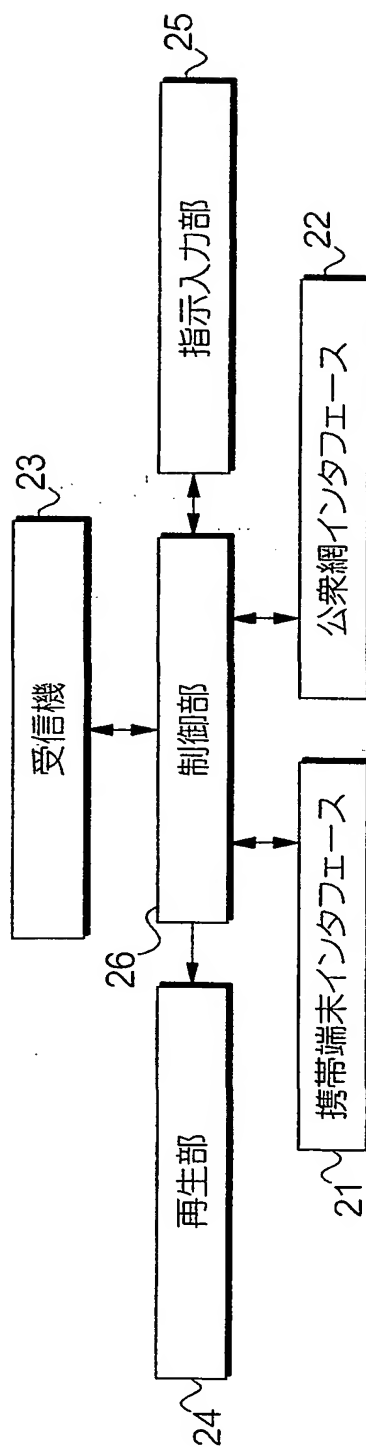 23
受信機
25
指示入力部
制御部
26
再生部
24
22
公衆網インタフェース
携帯端末インタフェース
21